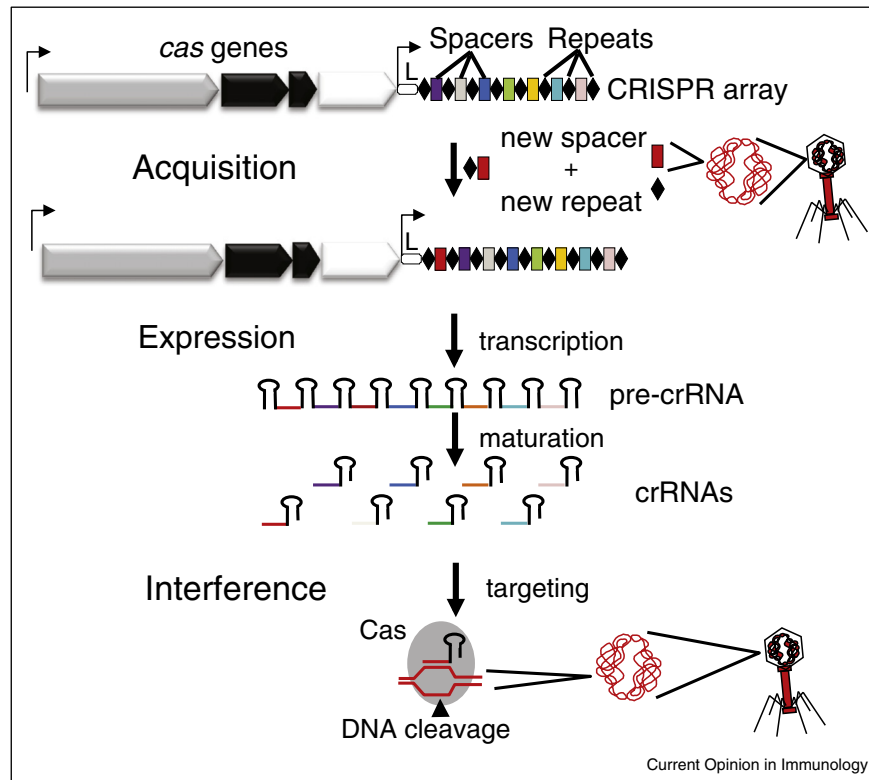 cas genes
Spacers Repeats
L
CRISPR array
Acquisition
new spacer
+
new repeat
L
Expression
transcription
pre-crRNA
maturation
crRNAs
Interference
targeting
Cas
DNA cleavage
Current Opinion in Immunology